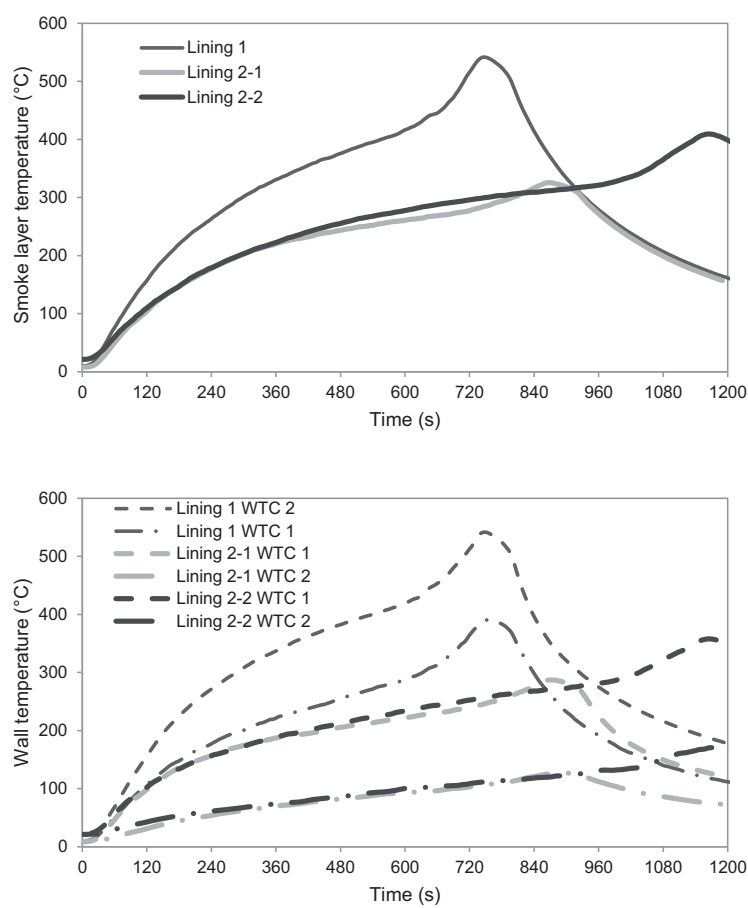 600
500
400
300
200
100
0
Smoke layer temperature (°C)
Lining 1
Lining 2-1
Lining 2-2
0 120 240 360 480 600 720 840 960 1080 1200
Time (s)
600
500
400
300
200
100
0
Wall temperature (°C)
Lining 1 WTC 2
Lining 1 WTC 1
Lining 2-1 WTC 1
Lining 2-1 WTC 2
Lining 2-2 WTC 1
Lining 2-2 WTC 2
0 120 240 360 480 600 720 840 960 1080 1200
Time (s)